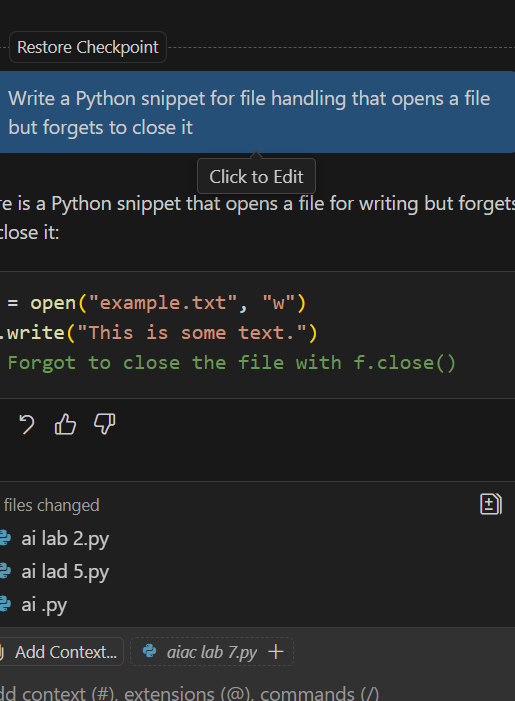 Restore Checkpoint
Write a Python snippet for file handling that opens a file
but forgets to close it
Click to Edit
re is a Python snippet that opens a file for writing but forgets
close it:
= open("example.txt", "w")
.write("This is some text.")
Forgot to close the file with f.close()
files changed
ai lab 2.py
ai lad 5.py
ai .py
Add Context...
aiac lab 7.py
dd context (#), extensions (@), commands (/)